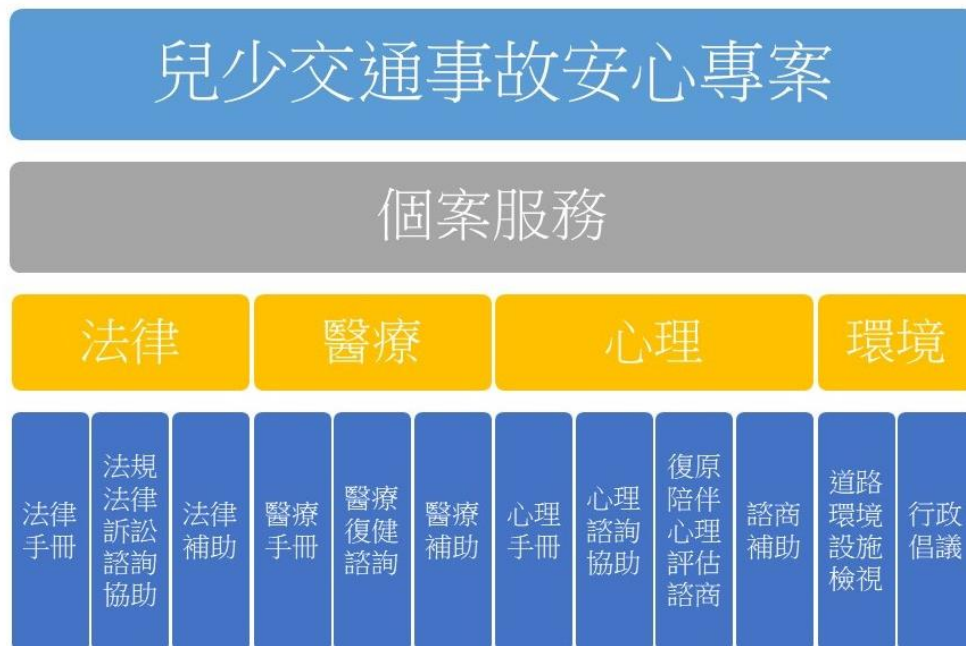 兒少交通事故安心專案
個案服務
法律
醫療
心理
環境
法律
手冊
法規
法律
訴訟
諮詢
協助
法律
補助
醫療
手冊
醫療
復健
諮詢
醫療
補助
心理
手冊
心理
諮詢
協助
復原
陪伴
心理
評估
諮商
諮商
補助
道路
環境
設施
檢視
行政
倡議